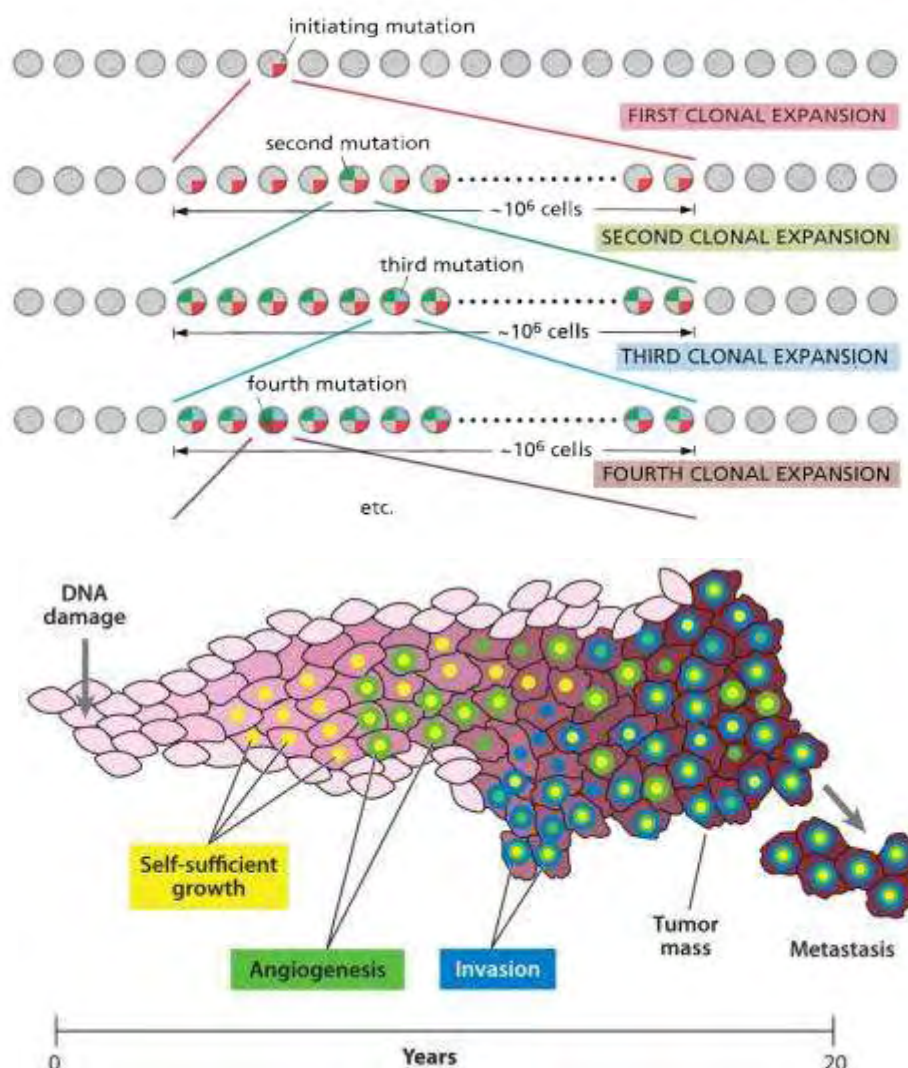 initiating mutation
FIRST CLONAL EXPANSION
second mutation
~10⁶ cells
SECOND CLONAL EXPANSION
third mutation
~10⁶ cells
THIRD CLONAL EXPANSION
fourth mutation
~10⁶ cells
FOURTH CLONAL EXPANSION
etc.
DNA
damage
Self-sufficient
growth
Angiogenesis
Invasion
Tumor
mass
Metastasis
0
Years
20